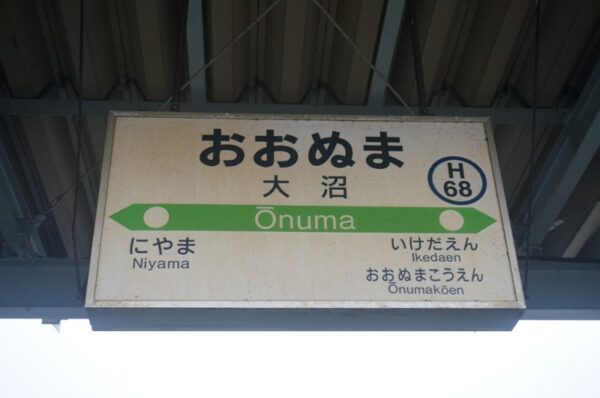 おおぬま
H
68
大沼
Ōnuma
にやま
Niyama
いけだえん
Ikedaen
おおぬまこうえん
Ōnumakōen